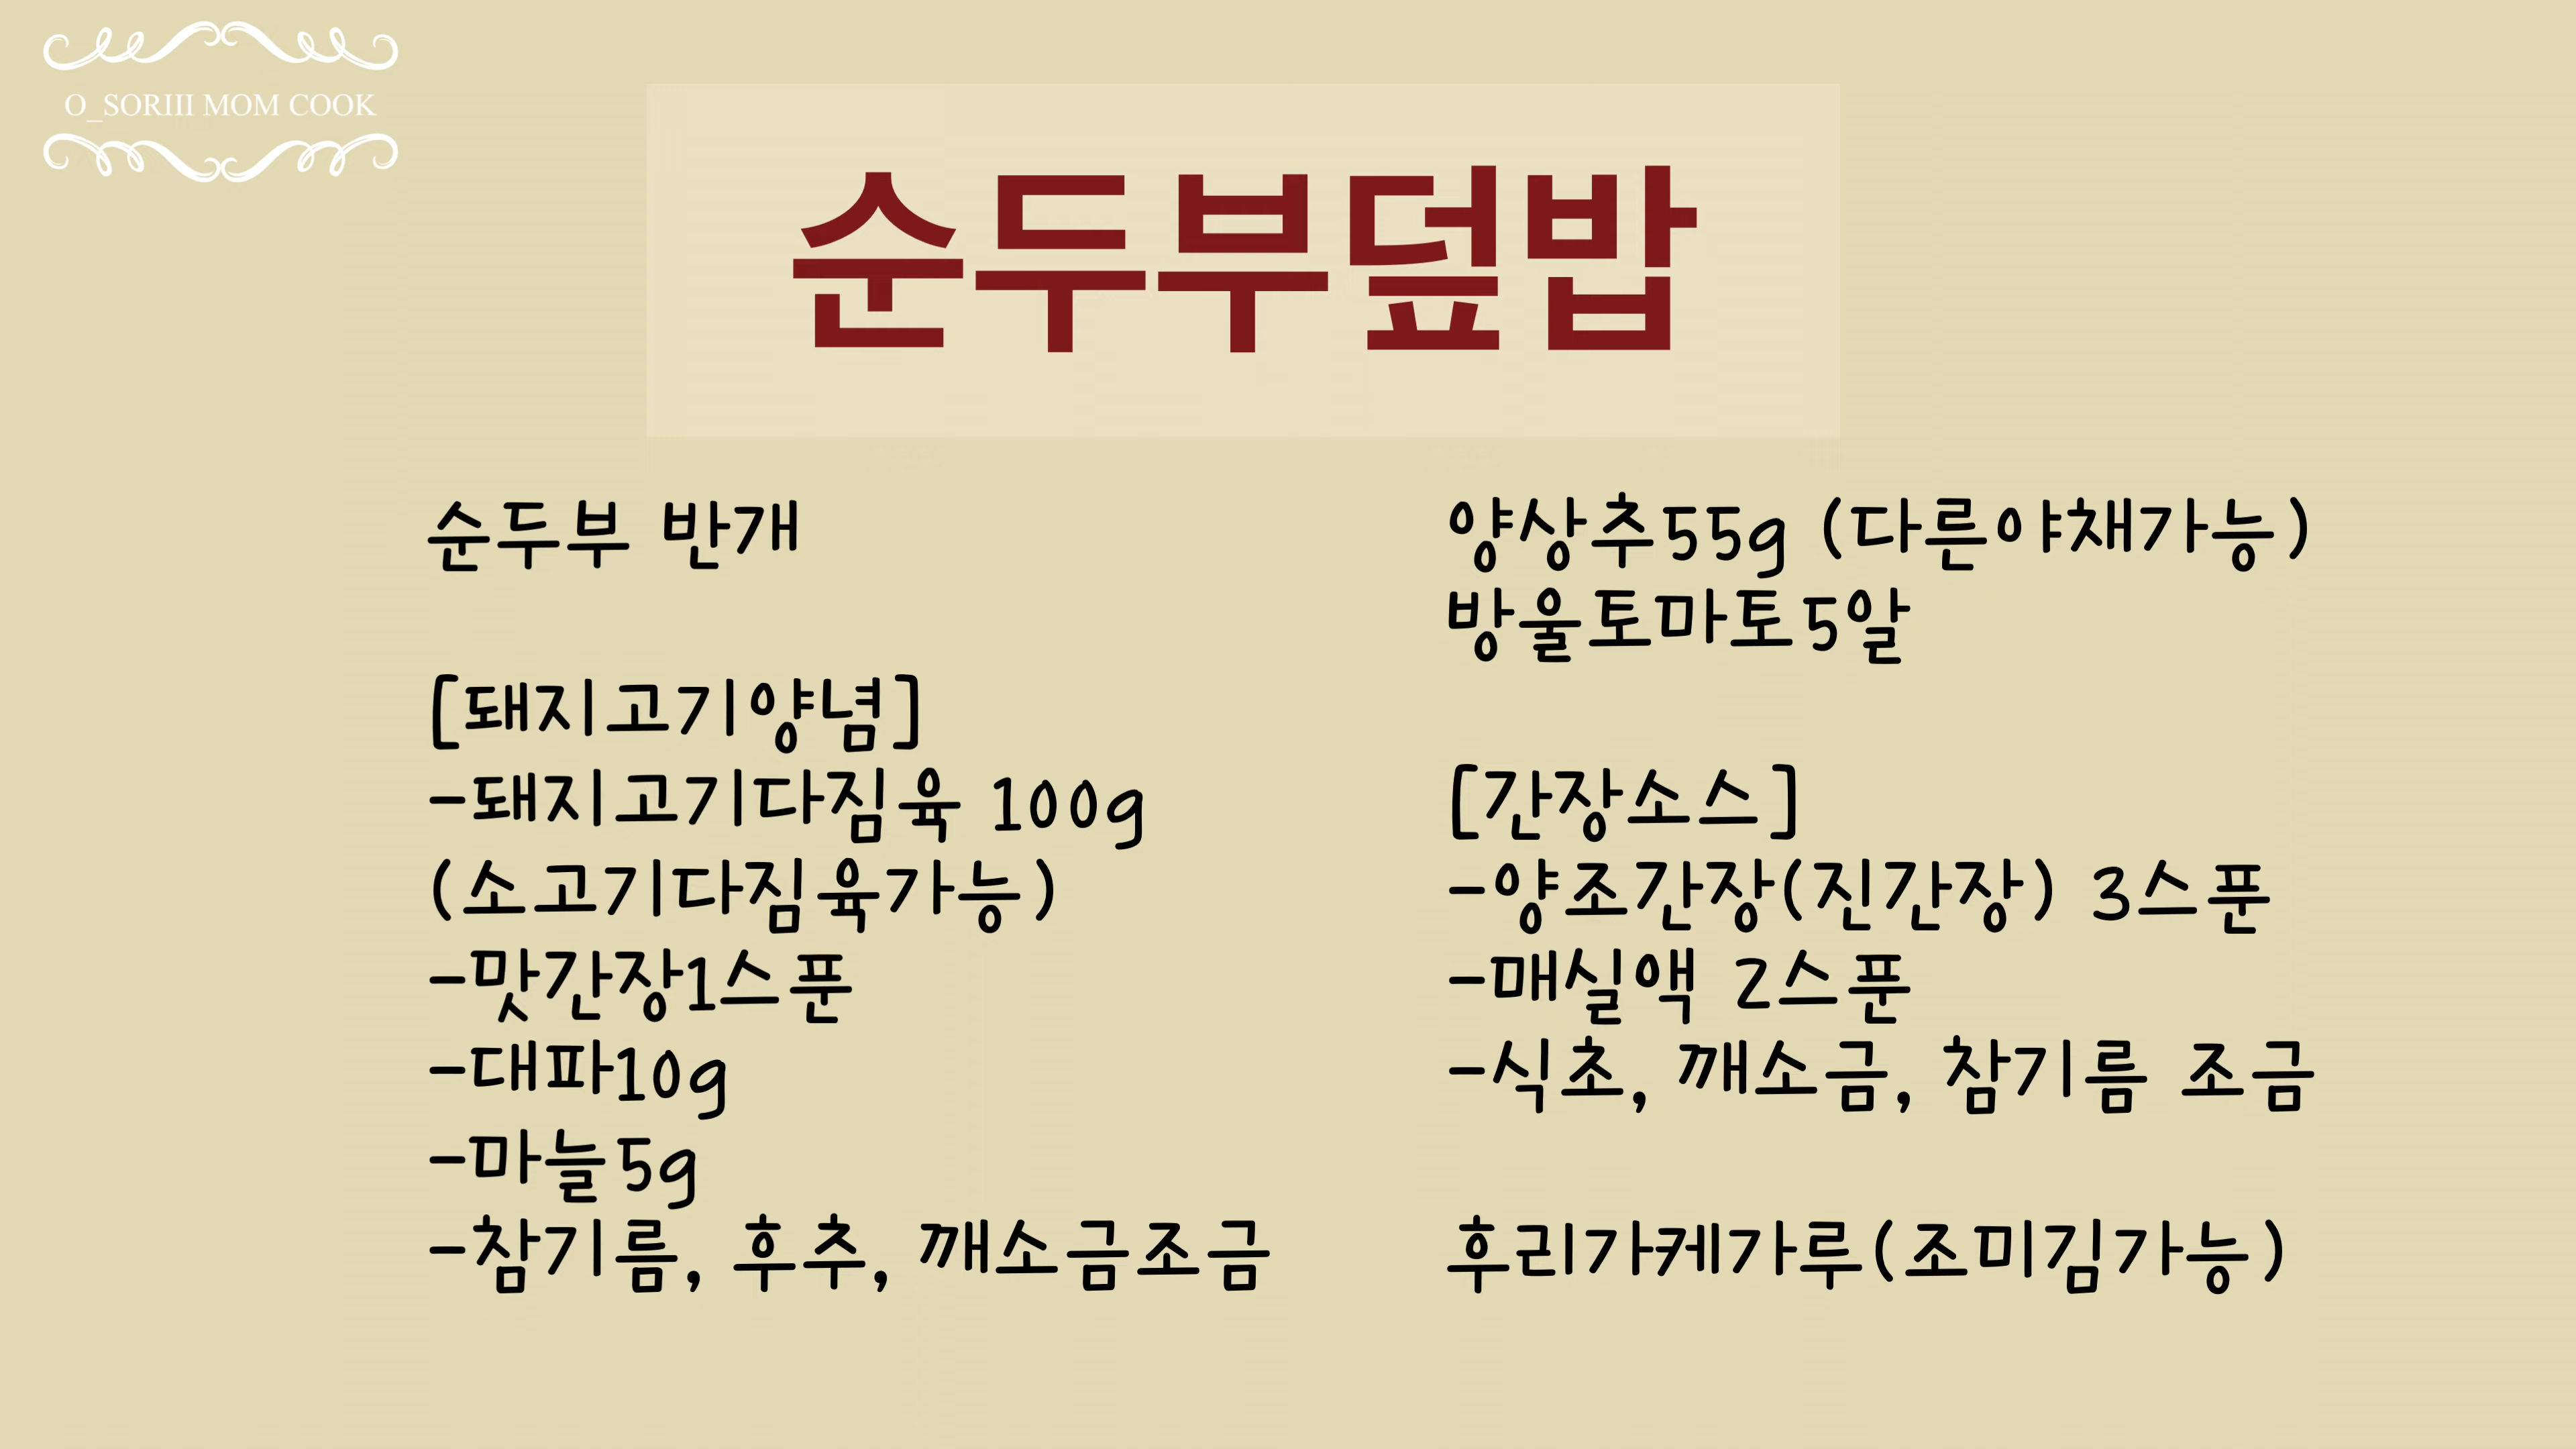 O_SORIII MOM COOK
순두부덮밥
순두부 반개
[돼지고기양념]
-돼지고기다짐육 100g
(소고기다짐육가능)
-맛간장1스푼
-대파10g
-마늘5g
-참기름, 후추, 깨소금조금
양상추55g (다른야채가능)
방울토마토5알
[간장소스]
-양조간장(진간장) 3스푼
-매실액 2스푼
-식초, 깨소금, 참기름 조금
후리가케가루(조미김가능)